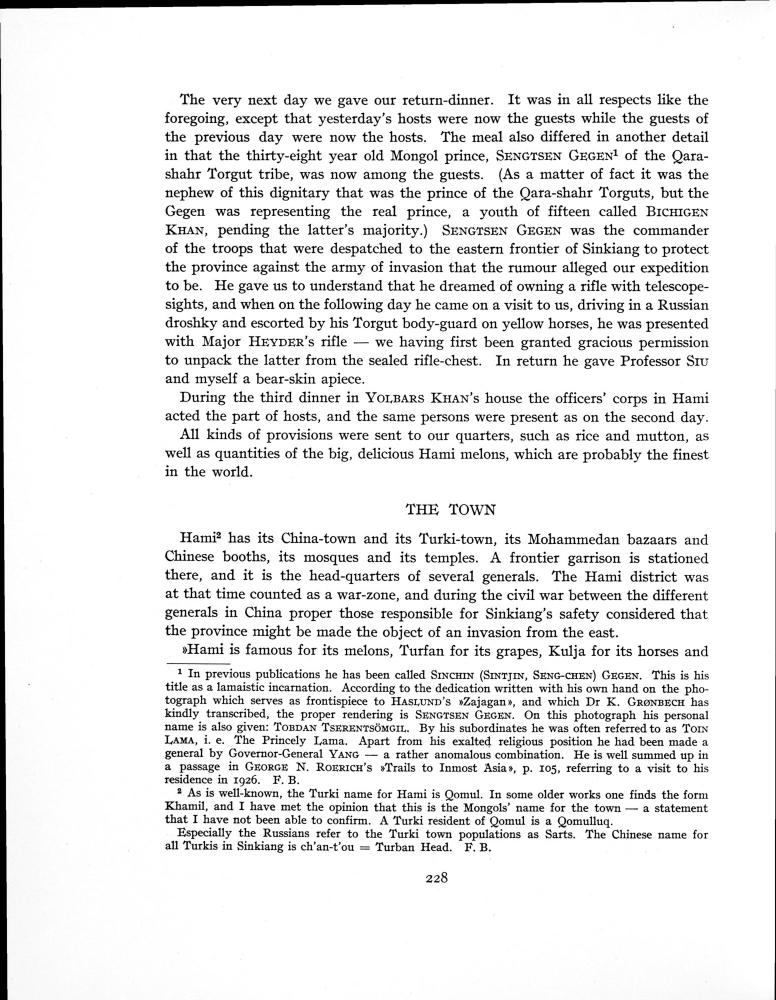 The very next day we gave our return-dinner. It was in all respects like the
foregoing, except that yesterday's hosts were now the guests while the guests of
the previous day were now the hosts. The meal also differed in another detail
in that the thirty-eight year old Mongol prince, SENGTSEN GEGEN¹ of the Qara-
shahr Torgut tribe, was now among the guests. (As a matter of fact it was the
nephew of this dignitary that was the prince of the Qara-shahr Torguts, but the
Gegen was representing the real prince, a youth of fifteen called BICHIGEN
KHAN, pending the latter's majority.) SENGTSEN GEGEN was the commander
of the troops that were despatched to the eastern frontier of Sinkiang to protect
the province against the army of invasion that the rumour alleged our expedition
to be. He gave us to understand that he dreamed of owning a rifle with telescope-
sights, and when on the following day he came on a visit to us, driving in a Russian
droshky and escorted by his Torgut body-guard on yellow horses, he was presented
with Major HEYDER's rifle — we having first been granted gracious permission
to unpack the latter from the sealed rifle-chest. In return he gave Professor SIU
and myself a bear-skin apiece.
During the third dinner in YOLBARS KHAN's house the officers' corps in Hami
acted the part of hosts, and the same persons were present as on the second day.
All kinds of provisions were sent to our quarters, such as rice and mutton, as
well as quantities of the big, delicious Hami melons, which are probably the finest
in the world.
THE TOWN
Hami² has its China-town and its Turki-town, its Mohammedan bazaars and
Chinese booths, its mosques and its temples. A frontier garrison is stationed
there, and it is the head-quarters of several generals. The Hami district was
at that time counted as a war-zone, and during the civil war between the different
generals in China proper those responsible for Sinkiang's safety considered that
the province might be made the object of an invasion from the east.
»Hami is famous for its melons, Turfan for its grapes, Kulja for its horses and
¹ In previous publications he has been called SINCHIN (SINTJIN, SENG-CHEN) GEGEN. This is his
title as a lamaistic incarnation. According to the dedication written with his own hand on the pho-
tograph which serves as frontispiece to HASLUND's »Zajagan», and which Dr K. GRØNBECH has
kindly transcribed, the proper rendering is SENGTSEN GEGEN. On this photograph his personal
name is also given: TOBDAN TSERENTSÖMGIL. By his subordinates he was often referred to as TOIN
LAMA, i. e. The Princely Lama. Apart from his exalted religious position he had been made a
general by Governor-General YANG — a rather anomalous combination. He is well summed up in
a passage in GEORGE N. ROERICH's »Trails to Inmost Asia», p. 105, referring to a visit to his
residence in 1926. F. B.
² As is well-known, the Turki name for Hami is Qomul. In some older works one finds the form
Khamil, and I have met the opinion that this is the Mongols' name for the town — a statement
that I have not been able to confirm. A Turki resident of Qomul is a Qomulluq.
Especially the Russians refer to the Turki town populations as Sarts. The Chinese name for
all Turkis in Sinkiang is ch'an-t'ou = Turban Head. F. B.
228